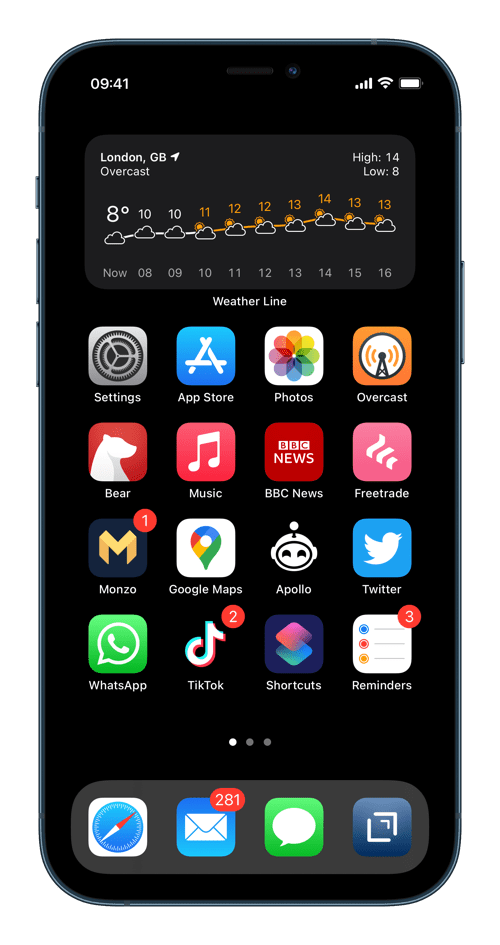 09:41
London, GB
High: 14
Overcast
Low: 8
8° 10 10 11 12 12 13 14 13 13
Now 08 09 10 11 12 13 14 15 16
Weather Line
Settings App Store Photos Overcast
BBC
NEWS
Bear Music BBC News Freetrade
1
Monzo Google Maps Apollo Twitter
2 3
WhatsApp TikTok Shortcuts Reminders
281